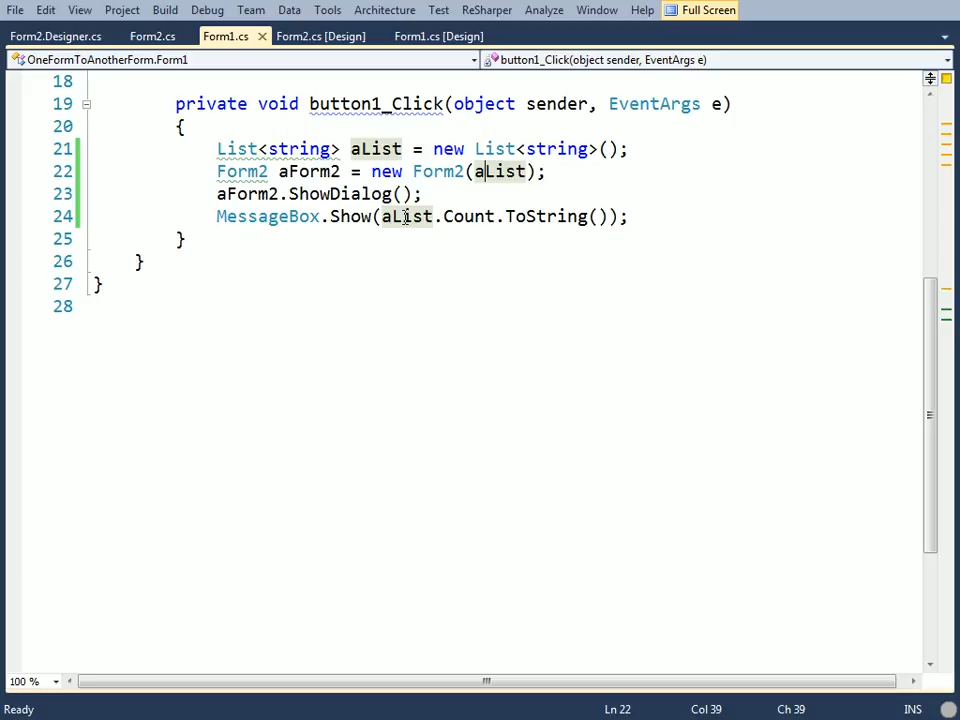 File Edit View Project Build Debug Team Data Tools Architecture Test ReSharper Analyze Window Help Full Screen
Form2.Designer.cs Form2.cs Form1.cs Form2.cs [Design] Form1.cs [Design]
OneFormToAnotherForm.Form1 button1_Click(object sender, EventArgs e)
18
19 private void button1_Click(object sender, EventArgs e)
20 {
21 List<string> aList = new List<string>();
22 Form2 aForm2 = new Form2(aList);
23 aForm2.ShowDialog();
24 MessageBox.Show(aList.Count.ToString());
25 }
26 }
27 }
28
100 %
Ready Ln 22 Col 39 Ch 39 INS